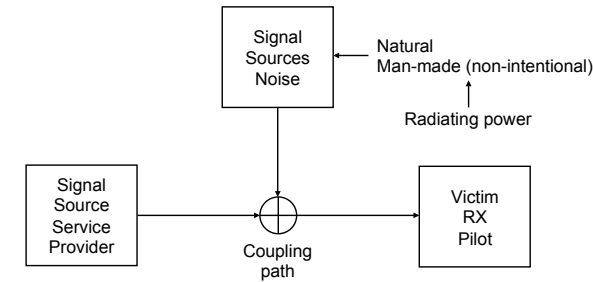 Signal
Sources
Noise
Natural
Man-made (non-intentional)
Radiating power
Signal
Source
Service
Provider
Coupling
path
Victim
RX
Pilot